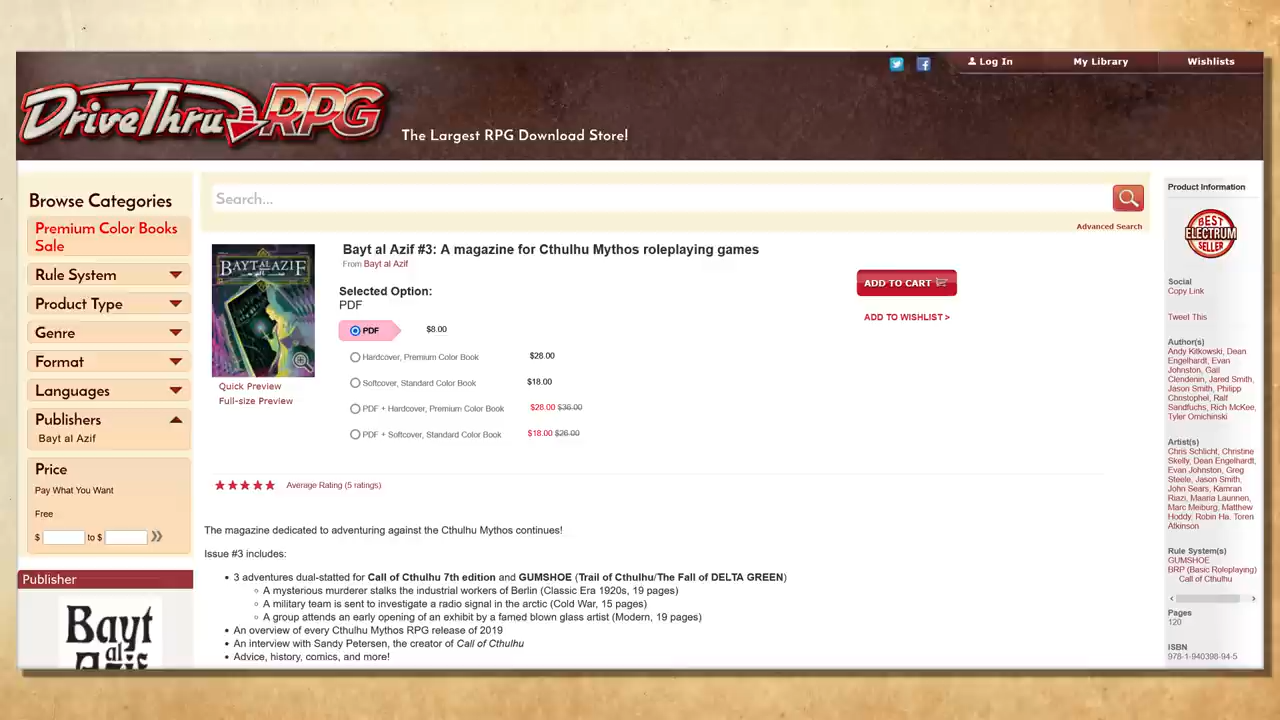 Log In
My Library
Wishlists
DriveThruRPG
The Largest RPG Download Store!
Browse Categories
Premium Color Books
Sale
Rule System
Product Type
Genre
Format
Languages
Publishers
Bayt al Azif
Price
Pay What You Want
Free
$ to $
Publisher
Bayt
al
Azif
Search...
Advanced Search
BAYT AL AZIF
Quick Preview
Full-size Preview
Bayt al Azif #3: A magazine for Cthulhu Mythos roleplaying games
From Bayt al Azif
Selected Option:
PDF
PDF $8.00
Hardcover, Premium Color Book $28.00
Softcover, Standard Color Book $18.00
PDF + Hardcover, Premium Color Book $28.00 $36.00
PDF + Softcover, Standard Color Book $18.00 $26.00
ADD TO CART
ADD TO WISHLIST >
Average Rating (5 ratings)
The magazine dedicated to adventuring against the Cthulhu Mythos continues!
Issue #3 includes:
• 3 adventures dual-statted for Call of Cthulhu 7th edition and GUMSHOE (Trail of Cthulhu/The Fall of DELTA GREEN)
A mysterious murderer stalks the industrial workers of Berlin (Classic Era 1920s, 19 pages)
A military team is sent to investigate a radio signal in the arctic (Cold War, 15 pages)
A group attends an early opening of an exhibit by a famed blown glass artist (Modern, 19 pages)
• An overview of every Cthulhu Mythos RPG release of 2019
• An interview with Sandy Petersen, the creator of Call of Cthulhu
• Advice, history, comics, and more!
Product Information
BEST
ELECTRUM
SELLER
Social
Copy Link
Tweet This
Author(s)
Andy Kitkowski, Dean
Engelhardt, Evan
Johnston, Gail
Clendenin, Jared Smith,
Jason Smith, Philipp
Christophel, Ralf
Sandfuchs, Rich McKee,
Tyler Omichinski
Artist(s)
Chris Schlicht, Christine
Skelly, Dean Engelhardt,
Evan Johnston, Greg
Steele, Jason Smith,
John Sears, Kamran
Riazi, Maaria Laurinen,
Marc Meiburg, Matthew
Hoddy, Robin Ha, Toren
Atkinson
Rule System(s)
GUMSHOE
BRP (Basic Roleplaying)
Call of Cthulhu
Pages
120
ISBN
978-1-940398-94-5